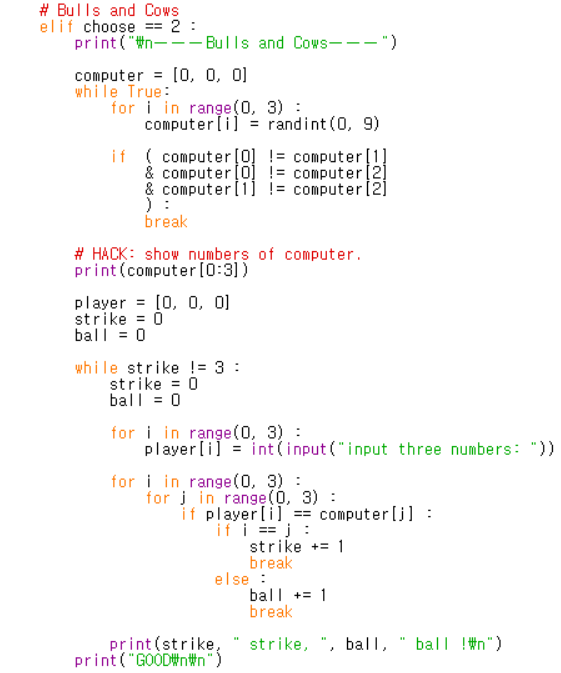 # Bulls and Cows
elif choose == 2 :
print("₩n———Bulls and Cows———")
computer = [0, 0, 0]
while True:
for i in range(0, 3) :
computer[i] = randint(0, 9)
if ( computer[0] != computer[1]
& computer[0] != computer[2]
& computer[1] != computer[2]
) :
break
# HACK: show numbers of computer.
print(computer[0:3])
player = [0, 0, 0]
strike = 0
ball = 0
while strike != 3 :
strike = 0
ball = 0
for i in range(0, 3) :
player[i] = int(input("input three numbers: "))
for i in range(0, 3) :
for j in range(0, 3) :
if player[i] == computer[j] :
if i == j :
strike += 1
break
else :
ball += 1
break
print(strike, " strike, ", ball, " ball !₩n")
print("GOOD₩n₩n")